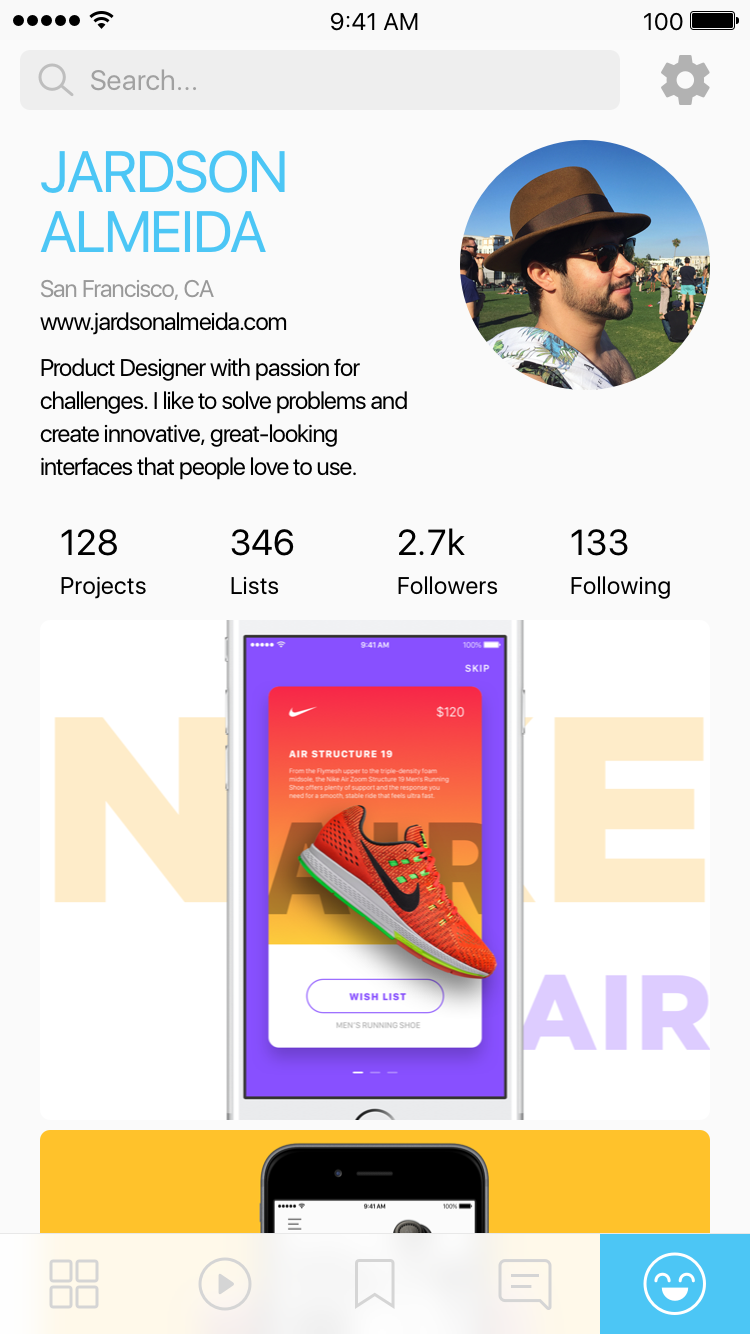 9:41 AM
100
Search...
JARDSON
ALMEIDA
San Francisco, CA
www.jardsonalmeida.com
Product Designer with passion for
challenges. I like to solve problems and
create innovative, great-looking
interfaces that people love to use.
128 346 2.7k 133
Projects Lists Followers Following
9:41 AM 100%
SKIP
$120
AIR STRUCTURE 19
From the Flymesh upper to the triple-density foam
midsole, the Nike Air Zoom Structure 19 Men's Running
Shoe offers plenty of support and the response you
need for a smooth, stable ride that feels ultra fast.
N KE
AIR
WISH LIST
MEN'S RUNNING SHOE
AIR
9:41 AM 100%